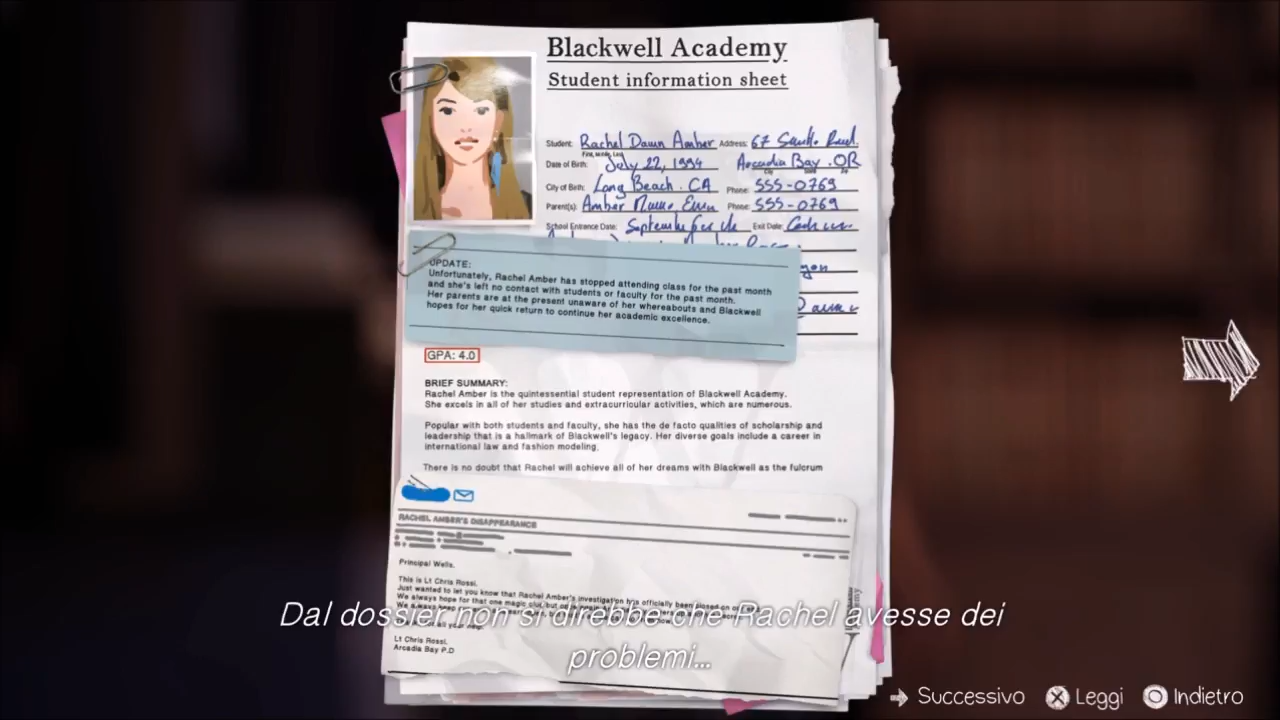 Blackwell Academy
Student information sheet
Student: Rachel Dawn Amber Address: 67
First, Middle, Last
Date of Birth: July 22, 1994 Arcadia Bay . OR
City of Birth: Long Beach . CA Phone: 555-0769
Parent(s): Amber Phone: 555-0769
School Entrance Date: Exit Date:
UPDATE:
Unfortunately, Rachel Amber has stopped attending class for the past month
and she's left no contact with students or faculty for the past month.
Her parents are at the present unaware of her whereabouts and Blackwell
hopes for her quick return to continue her academic excellence.
GPA: 4.0
BRIEF SUMMARY:
Rachel Amber is the quintessential student representation of Blackwell Academy.
She excels in all of her studies and extracurricular activities, which are numerous.
Popular with both students and faculty, she has the de facto qualities of scholarship and
leadership that is a hallmark of Blackwell's legacy. Her diverse goals include a career in
international law and fashion modeling.
There is no doubt that Rachel will achieve all of her dreams with Blackwell as the fulcrum
RACHEL AMBER'S DISAPPEARANCE
Principal Wells.
This is Lt Chris Rossi.
Just wanted to let you know that Rachel Amber's investigation is officially been closed on
We always hope for that one magic clue, but
We always keep
Lt Chris Rossi.
Arcadia Bay P.D
Dal dossier non si direbbe che Rachel avesse dei
problemi...
Successivo Leggi Indietro